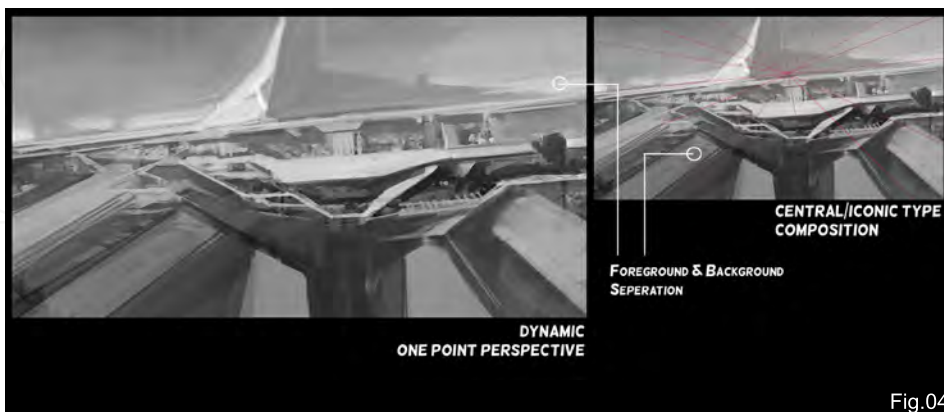 CENTRAL/ICONIC TYPE
COMPOSITION
FOREGROUND & BACKGROUND
SEPERATION
DYNAMIC
ONE POINT PERSPECTIVE
Fig.04